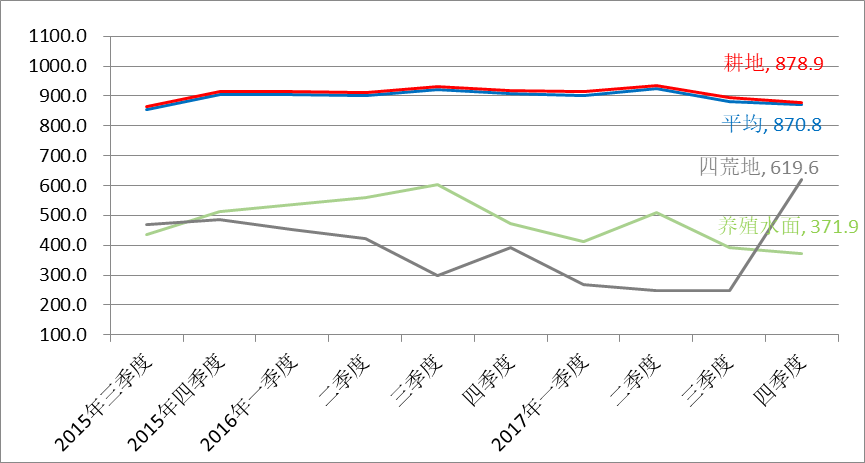 1100.0
1000.0
900.0
800.0
700.0
600.0
500.0
400.0
300.0
200.0
100.0
耕地, 878.9
平均, 870.8
四荒地, 619.6
养殖水面, 371.9
2015年三季度
2015年四季度
2016年一季度
二季度
三季度
四季度
2017年一季度
二季度
三季度
四季度